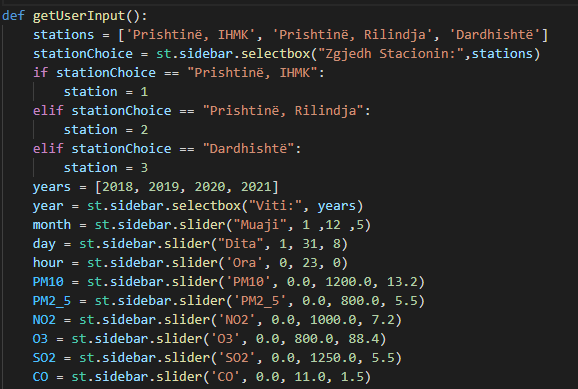 def getUserInput():
    stations = ['Prishtinë, IHMK', 'Prishtinë, Rilindja', 'Dardhishtë']
    stationChoice = st.sidebar.selectbox("Zgjedh Stacionin:",stations)
    if stationChoice == "Prishtinë, IHMK":
        station = 1
    elif stationChoice == "Prishtinë, Rilindja":
        station = 2
    elif stationChoice == "Dardhishtë":
        station = 3
    years = [2018, 2019, 2020, 2021]
    year = st.sidebar.selectbox("Viti:", years)
    month = st.sidebar.slider("Muaji", 1 ,12 ,5)
    day = st.sidebar.slider("Dita", 1, 31, 8)
    hour = st.sidebar.slider('Ora', 0, 23, 0)
    PM10 = st.sidebar.slider('PM10', 0.0, 1200.0, 13.2)
    PM2_5 = st.sidebar.slider('PM2_5', 0.0, 800.0, 5.5)
    NO2 = st.sidebar.slider('NO2', 0.0, 1000.0, 7.2)
    O3 = st.sidebar.slider('O3', 0.0, 800.0, 88.4)
    SO2 = st.sidebar.slider('SO2', 0.0, 1250.0, 5.5)
    CO = st.sidebar.slider('CO', 0.0, 11.0, 1.5)